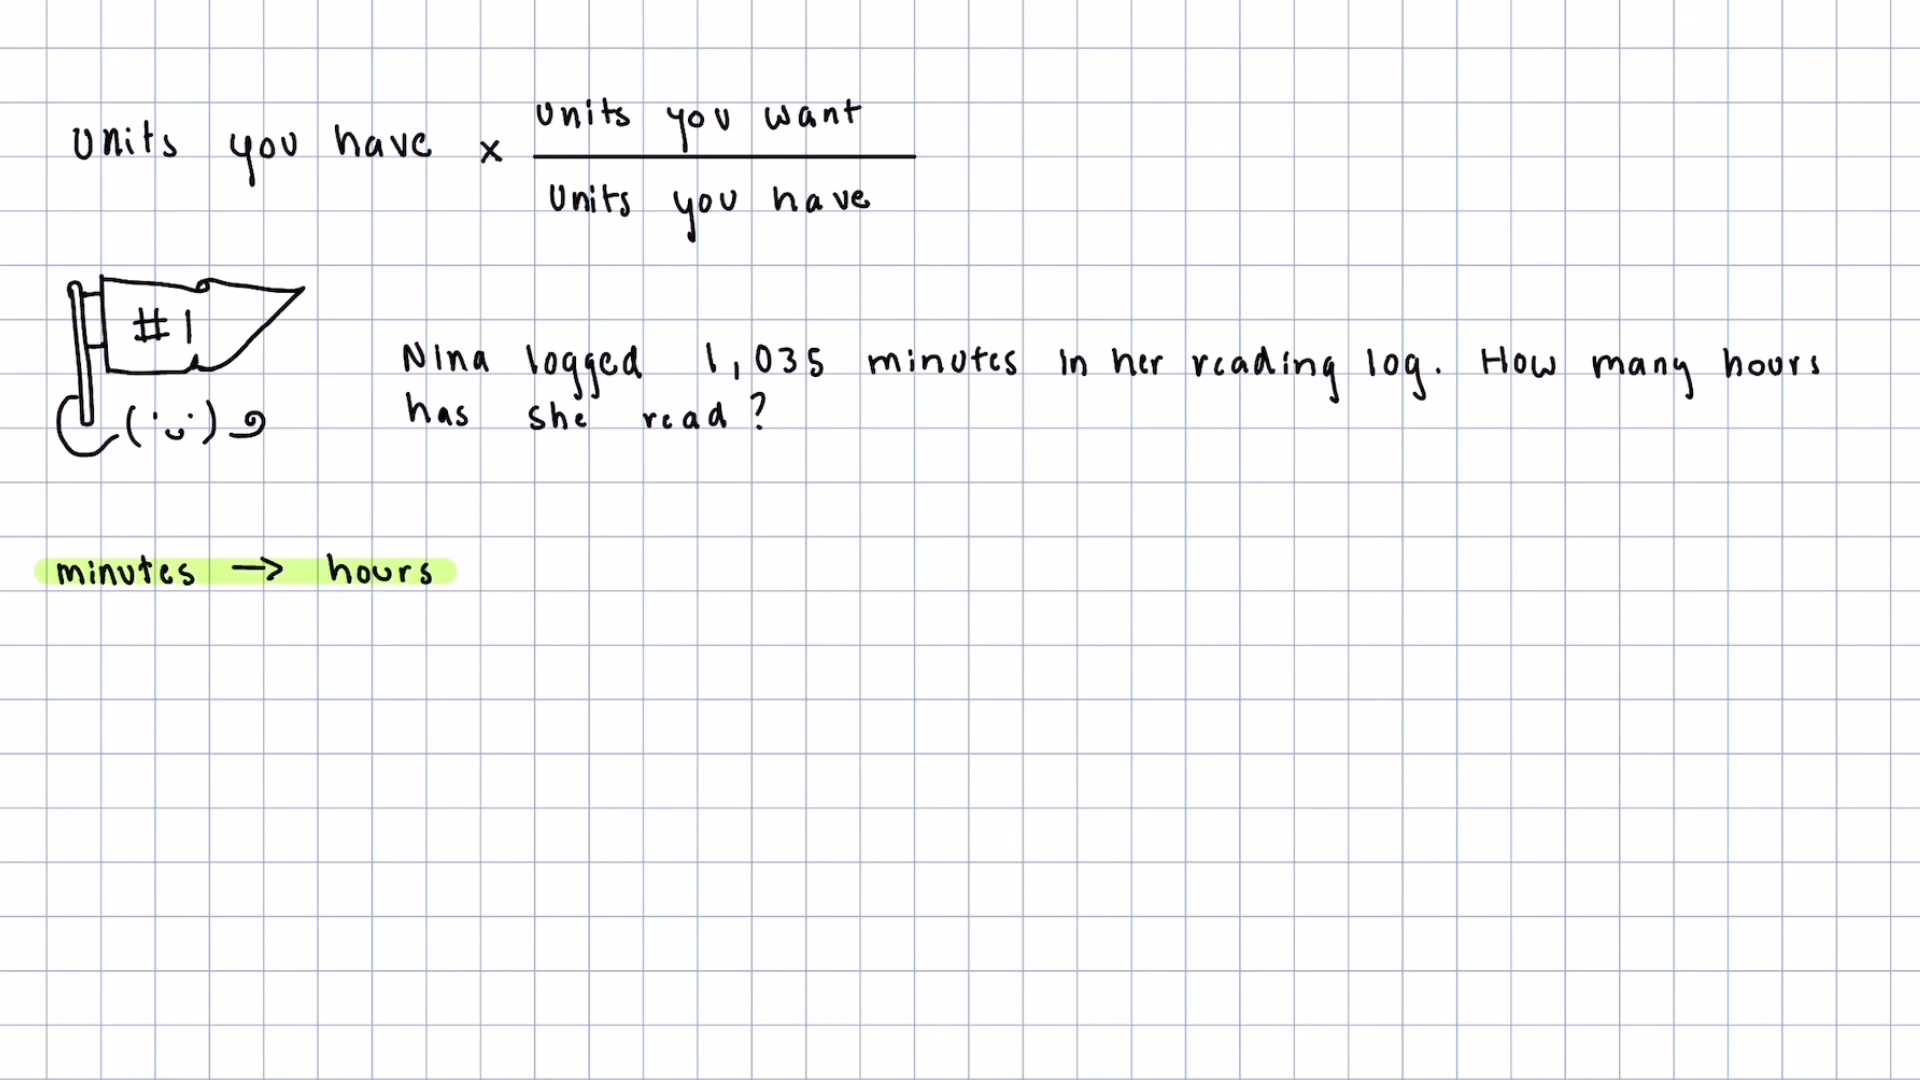 units you have x units you want
units you have
#1
Nina logged 1,035 minutes in her reading log. How many hours
has she read?
minutes → hours